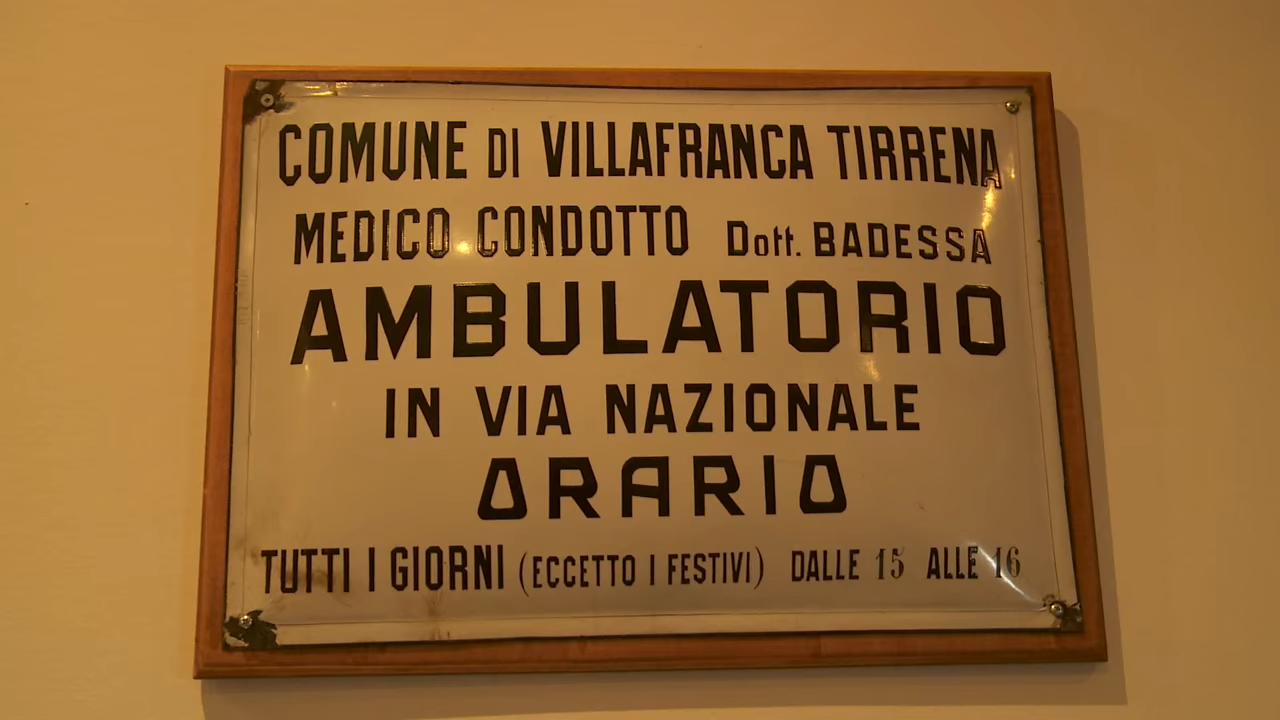 COMUNE DI VILLAFRANCA TIRRENA
MEDICO CONDOTTO Dott. BADESSA
AMBULATORIO
IN VIA NAZIONALE
ORARIO
TUTTI I GIORNI (ECCETTO I FESTIVI) DALLE 15 ALLE 16